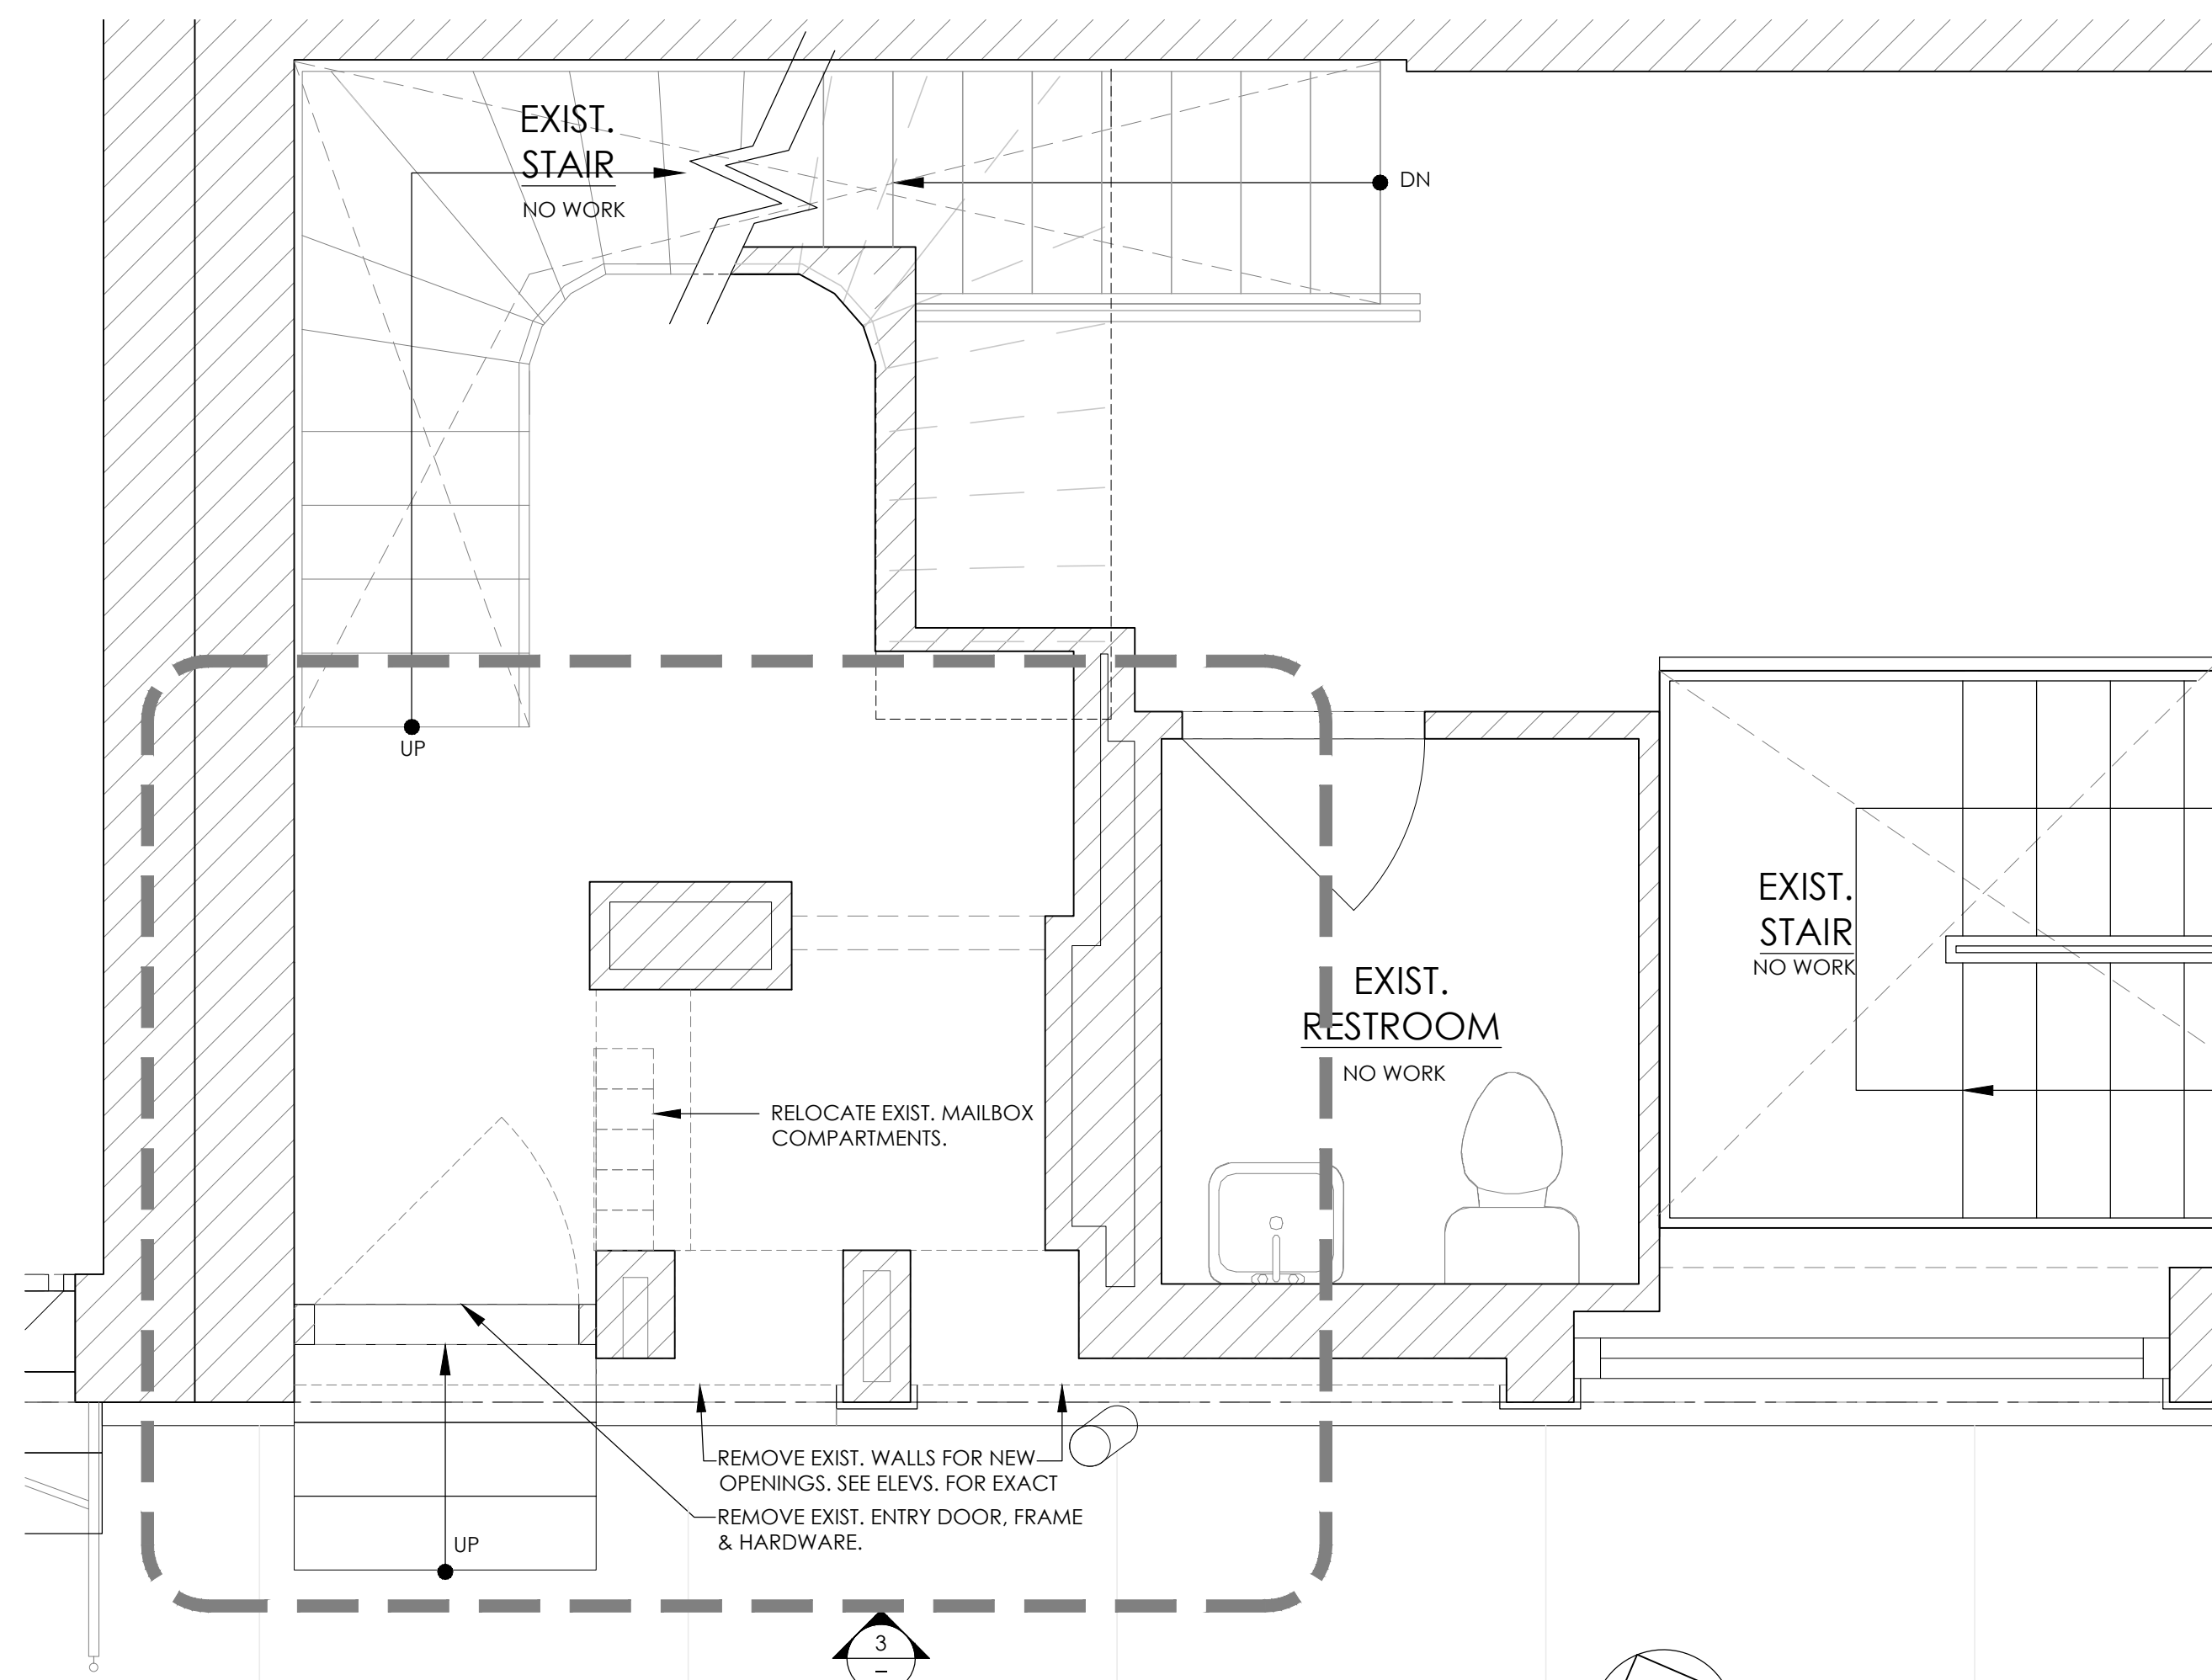 EXIST.
STAIR
NO WORK
DN
UP
EXIST.
STAIR
NO WORK
EXIST.
RESTROOM
NO WORK
RELOCATE EXIST. MAILBOX
COMPARTMENTS.
REMOVE EXIST. WALLS FOR NEW
OPENINGS. SEE ELEVS. FOR EXACT
REMOVE EXIST. ENTRY DOOR, FRAME
& HARDWARE.
UP
3
–